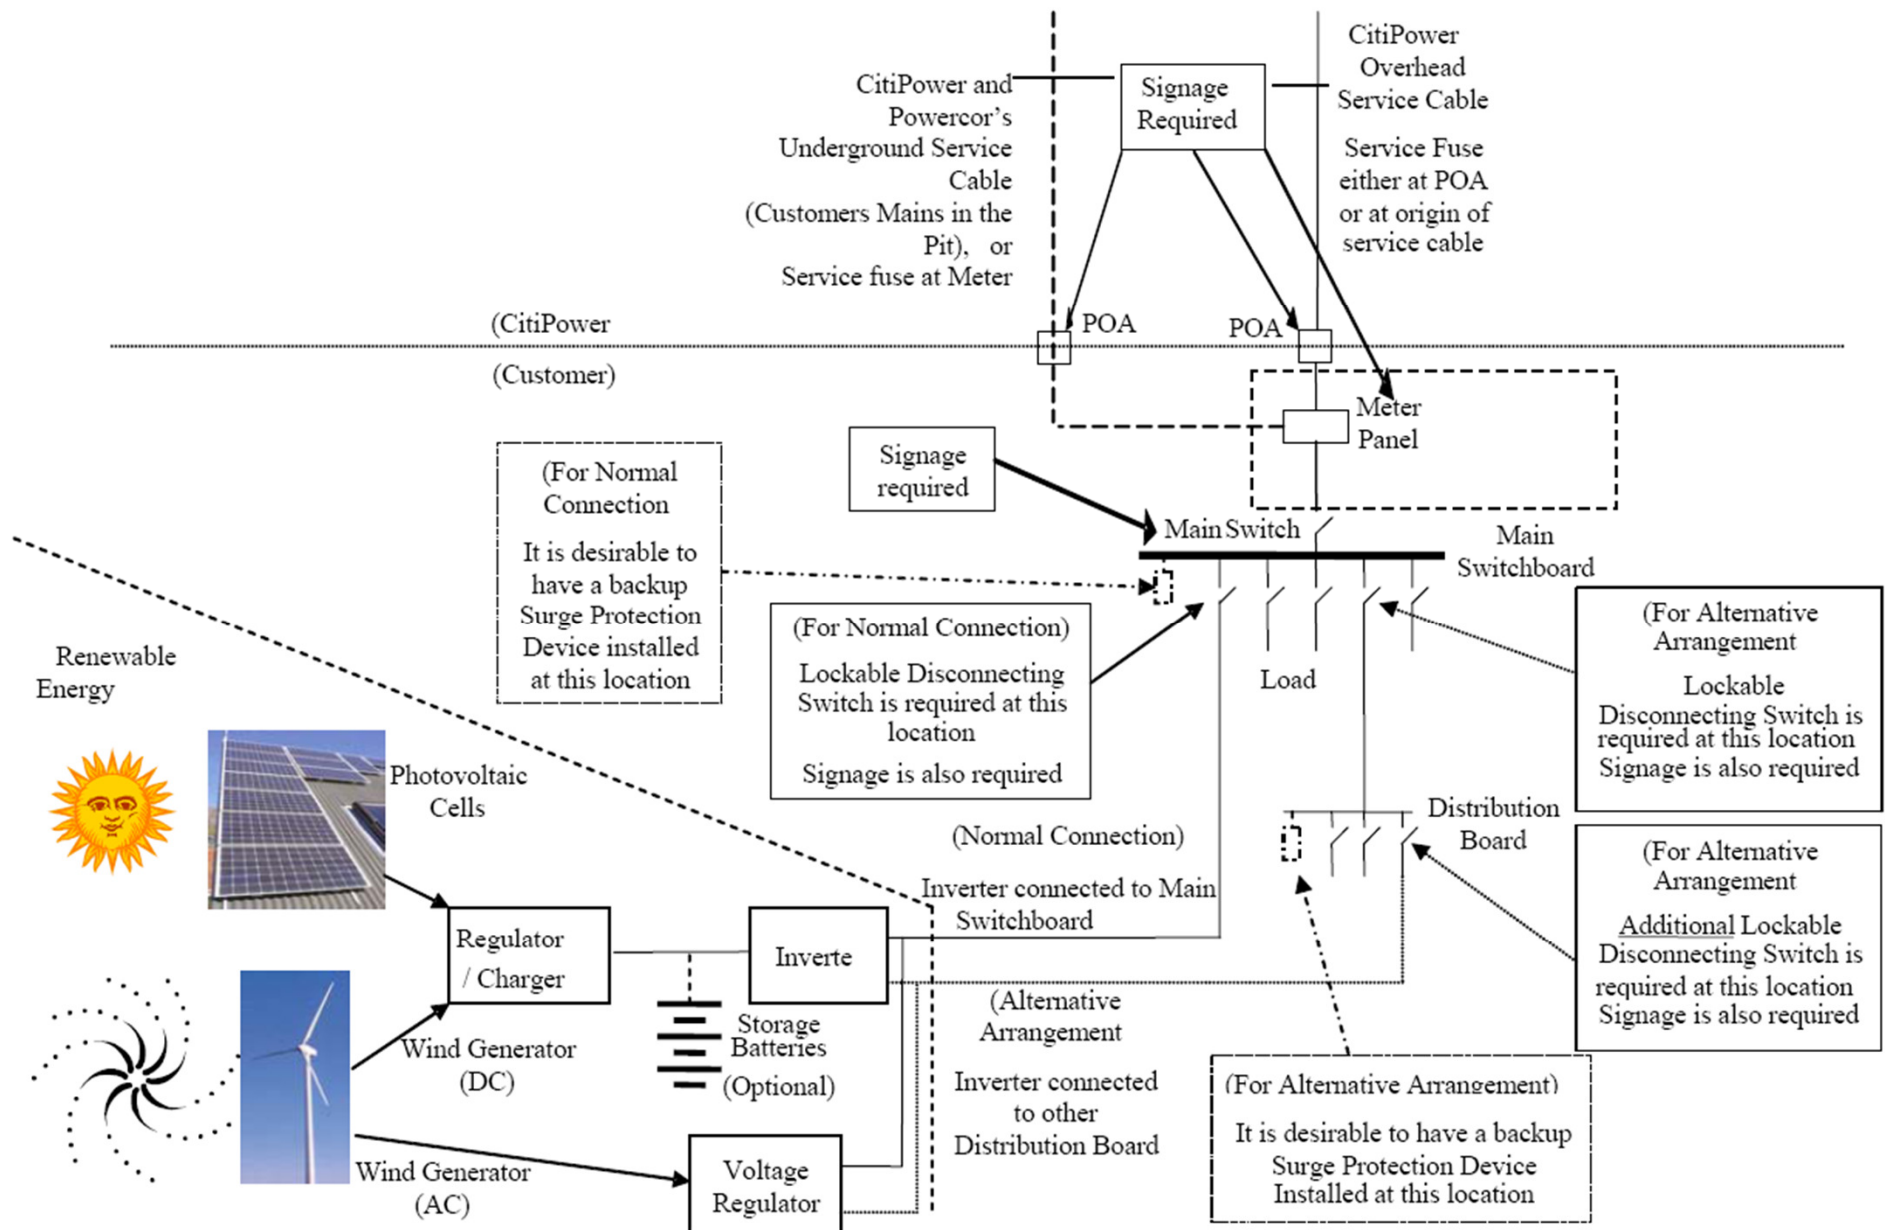 CitiPower and
Powercor's
Underground Service
Cable
(Customers Mains in the
Pit), or
Service fuse at Meter
Signage
Required
CitiPower
Overhead
Service Cable
Service Fuse
either at POA
or at origin of
service cable
(CitiPower
POA
POA
(Customer)
Meter
Panel
(For Normal
Connection
It is desirable to
have a backup
Surge Protection
Device installed
at this location
Signage
required
Main Switch
Main
Switchboard
(For Normal Connection)
Lockable Disconnecting
Switch is required at this
location
Signage is also required
Load
(For Alternative
Arrangement
Lockable
Disconnecting Switch is
required at this location
Signage is also required
Renewable
Energy
Photovoltaic
Cells
(Normal Connection)
Inverter connected to Main
Switchboard
Distribution
Board
(For Alternative
Arrangement
Additional Lockable
Disconnecting Switch is
required at this location
Signage is also required
Regulator
/ Charger
Inverte
Storage
Batteries
(Optional)
Wind Generator
(DC)
(Alternative
Arrangement
Inverter connected
to other
Distribution Board
(For Alternative Arrangement)
It is desirable to have a backup
Surge Protection Device
Installed at this location
Wind Generator
(AC)
Voltage
Regulator